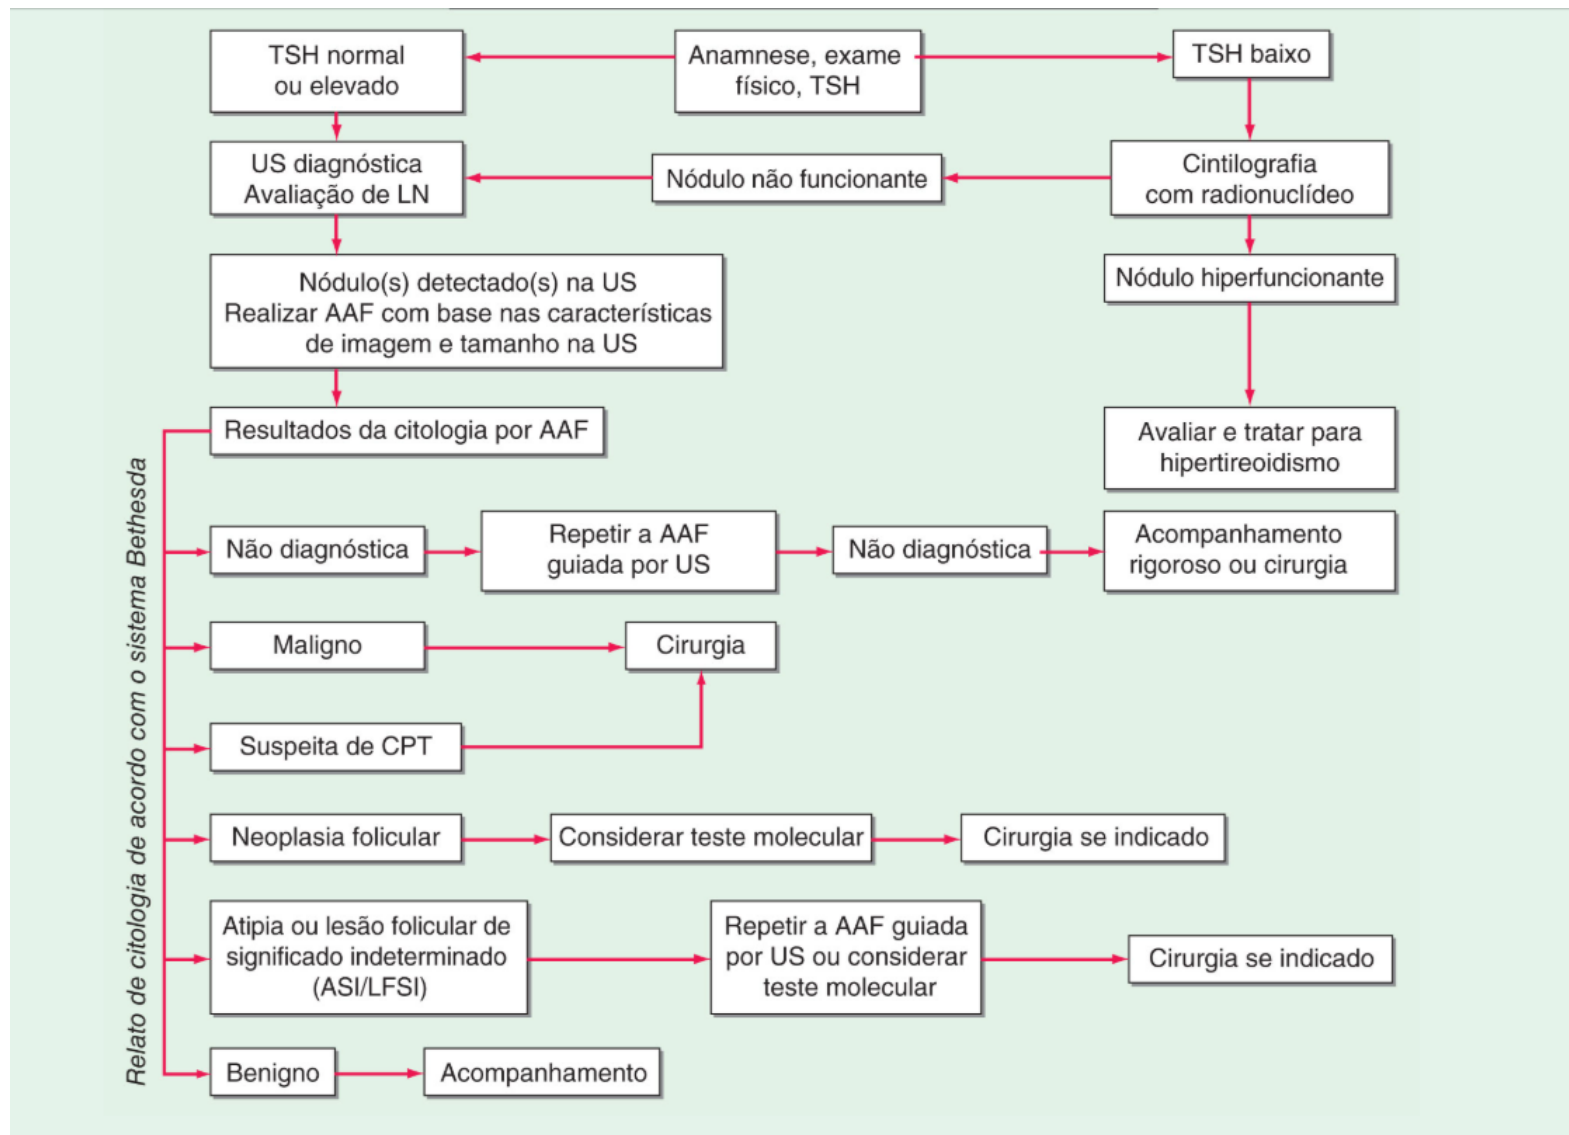 TSH normal
ou elevado
Anamnese, exame
físico, TSH
TSH baixo
US diagnóstica
Avaliação de LN
Nódulo não funcionante
Cintilografia
com radionuclídeo
Nódulo(s) detectado(s) na US
Realizar AAF com base nas características
de imagem e tamanho na US
Nódulo hiperfuncionante
Resultados da citologia por AAF
Avaliar e tratar para
hipertireoidismo
Relato de citologia de acordo com o sistema Bethesda
Não diagnóstica
Repetir a AAF
guiada por US
Não diagnóstica
Acompanhamento
rigoroso ou cirurgia
Maligno
Cirurgia
Suspeita de CPT
Neoplasia folicular
Considerar teste molecular
Cirurgia se indicado
Atipia ou lesão folicular de
significado indeterminado
(ASI/LFSI)
Repetir a AAF guiada
por US ou considerar
teste molecular
Cirurgia se indicado
Benigno
Acompanhamento